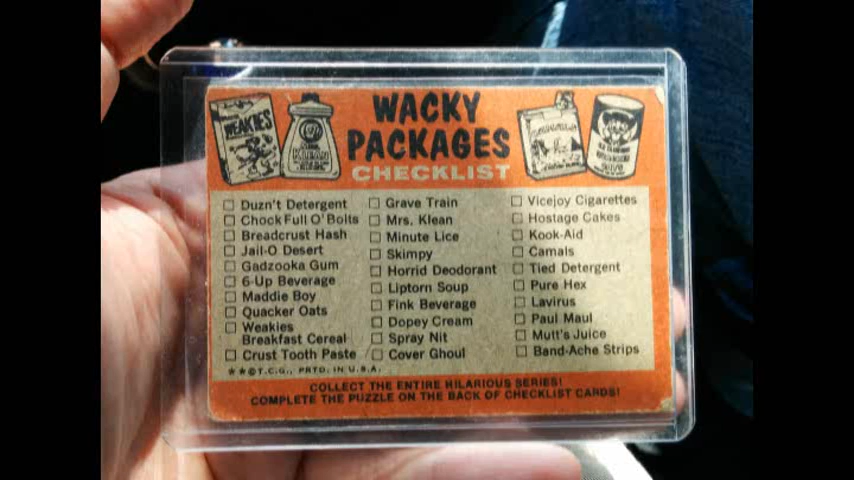 WACKY
PACKAGES
CHECKLIST
WEAKIES
KLEAN
Duzn't Detergent
Chock Full O' Bolts
Breadcrust Hash
Jail-O Desert
Gadzooka Gum
6-Up Beverage
Maddie Boy
Quacker Oats
Weakies
Breakfast Cereal
Crust Tooth Paste
Grave Train
Mrs. Klean
Minute Lice
Skimpy
Horrid Deodorant
Liptorn Soup
Fink Beverage
Dopey Cream
Spray Nit
Cover Ghoul
Vicejoy Cigarettes
Hostage Cakes
Kook-Aid
Camals
Tied Detergent
Pure Hex
Lavirus
Paul Maul
Mutt's Juice
Band-Ache Strips
**©T.C.G., PRTD. IN U.S.A.
COLLECT THE ENTIRE HILARIOUS SERIES!
COMPLETE THE PUZZLE ON THE BACK OF CHECKLIST CARDS!